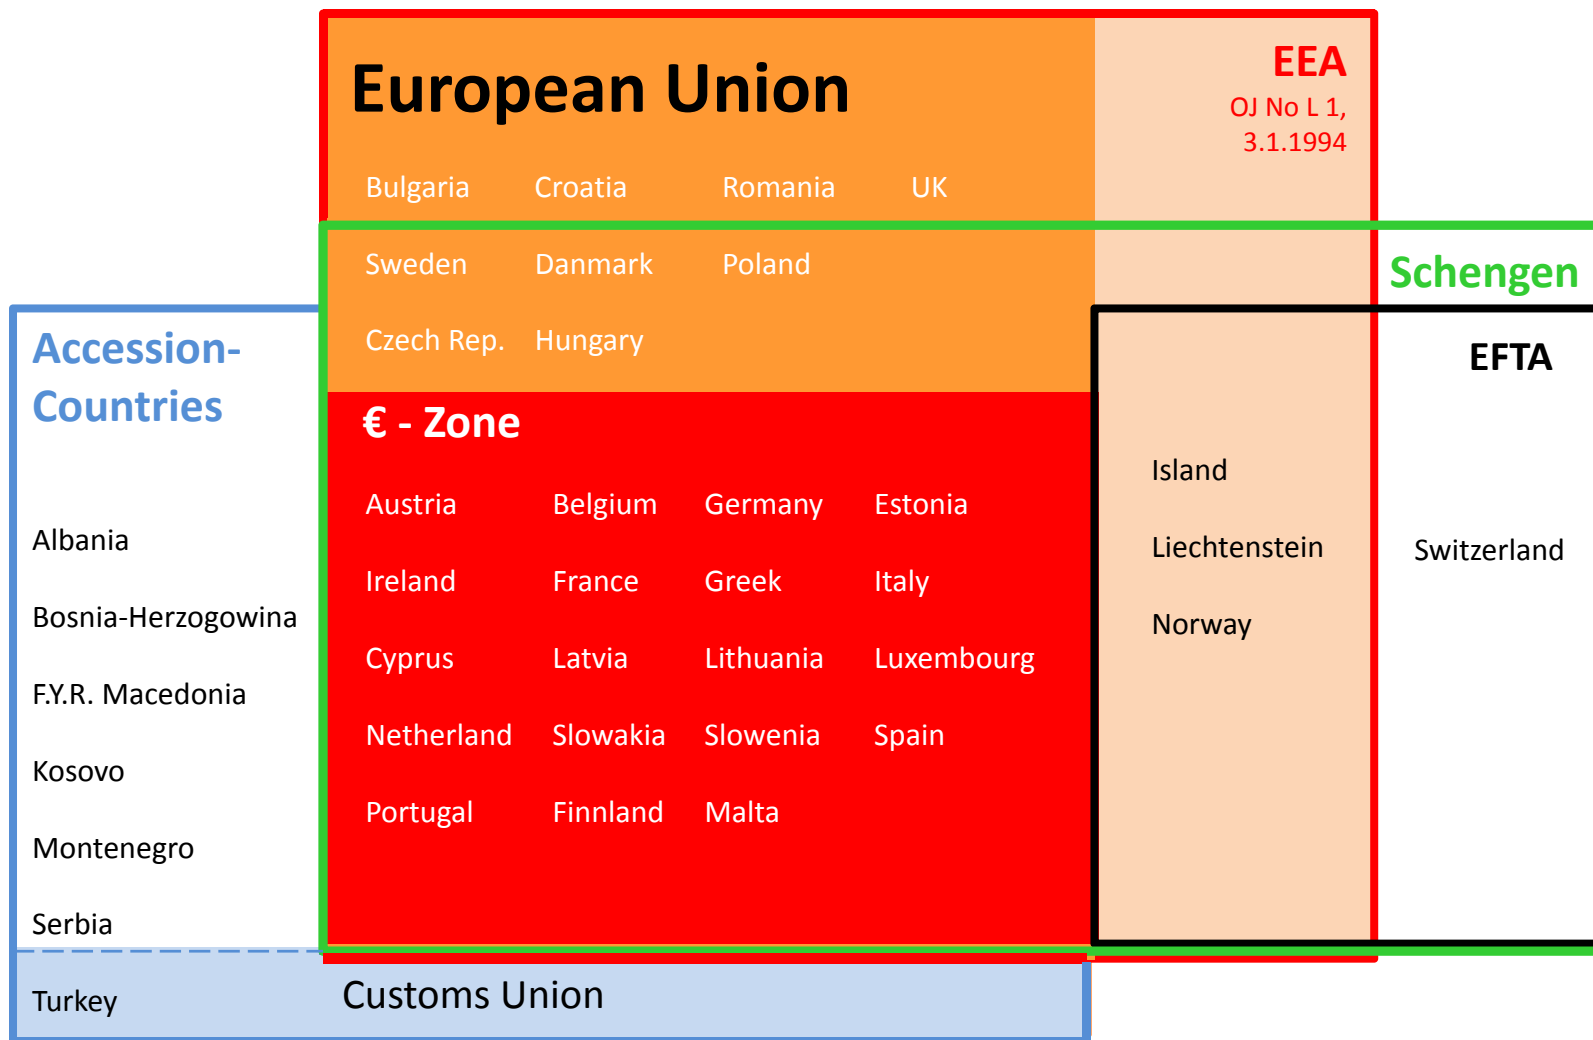 European Union
EEA
OJ No L 1,
3.1.1994
Bulgaria Croatia Romania UK
Sweden Danmark Poland
Schengen
Czech Rep. Hungary
Accession-
Countries
EFTA
€ - Zone
Austria Belgium Germany Estonia
Ireland France Greek Italy
Cyprus Latvia Lithuania Luxembourg
Netherland Slowakia Slowenia Spain
Portugal Finnland Malta
Island
Liechtenstein
Norway
Switzerland
Albania
Bosnia-Herzogowina
F.Y.R. Macedonia
Kosovo
Montenegro
Serbia
Turkey
Customs Union